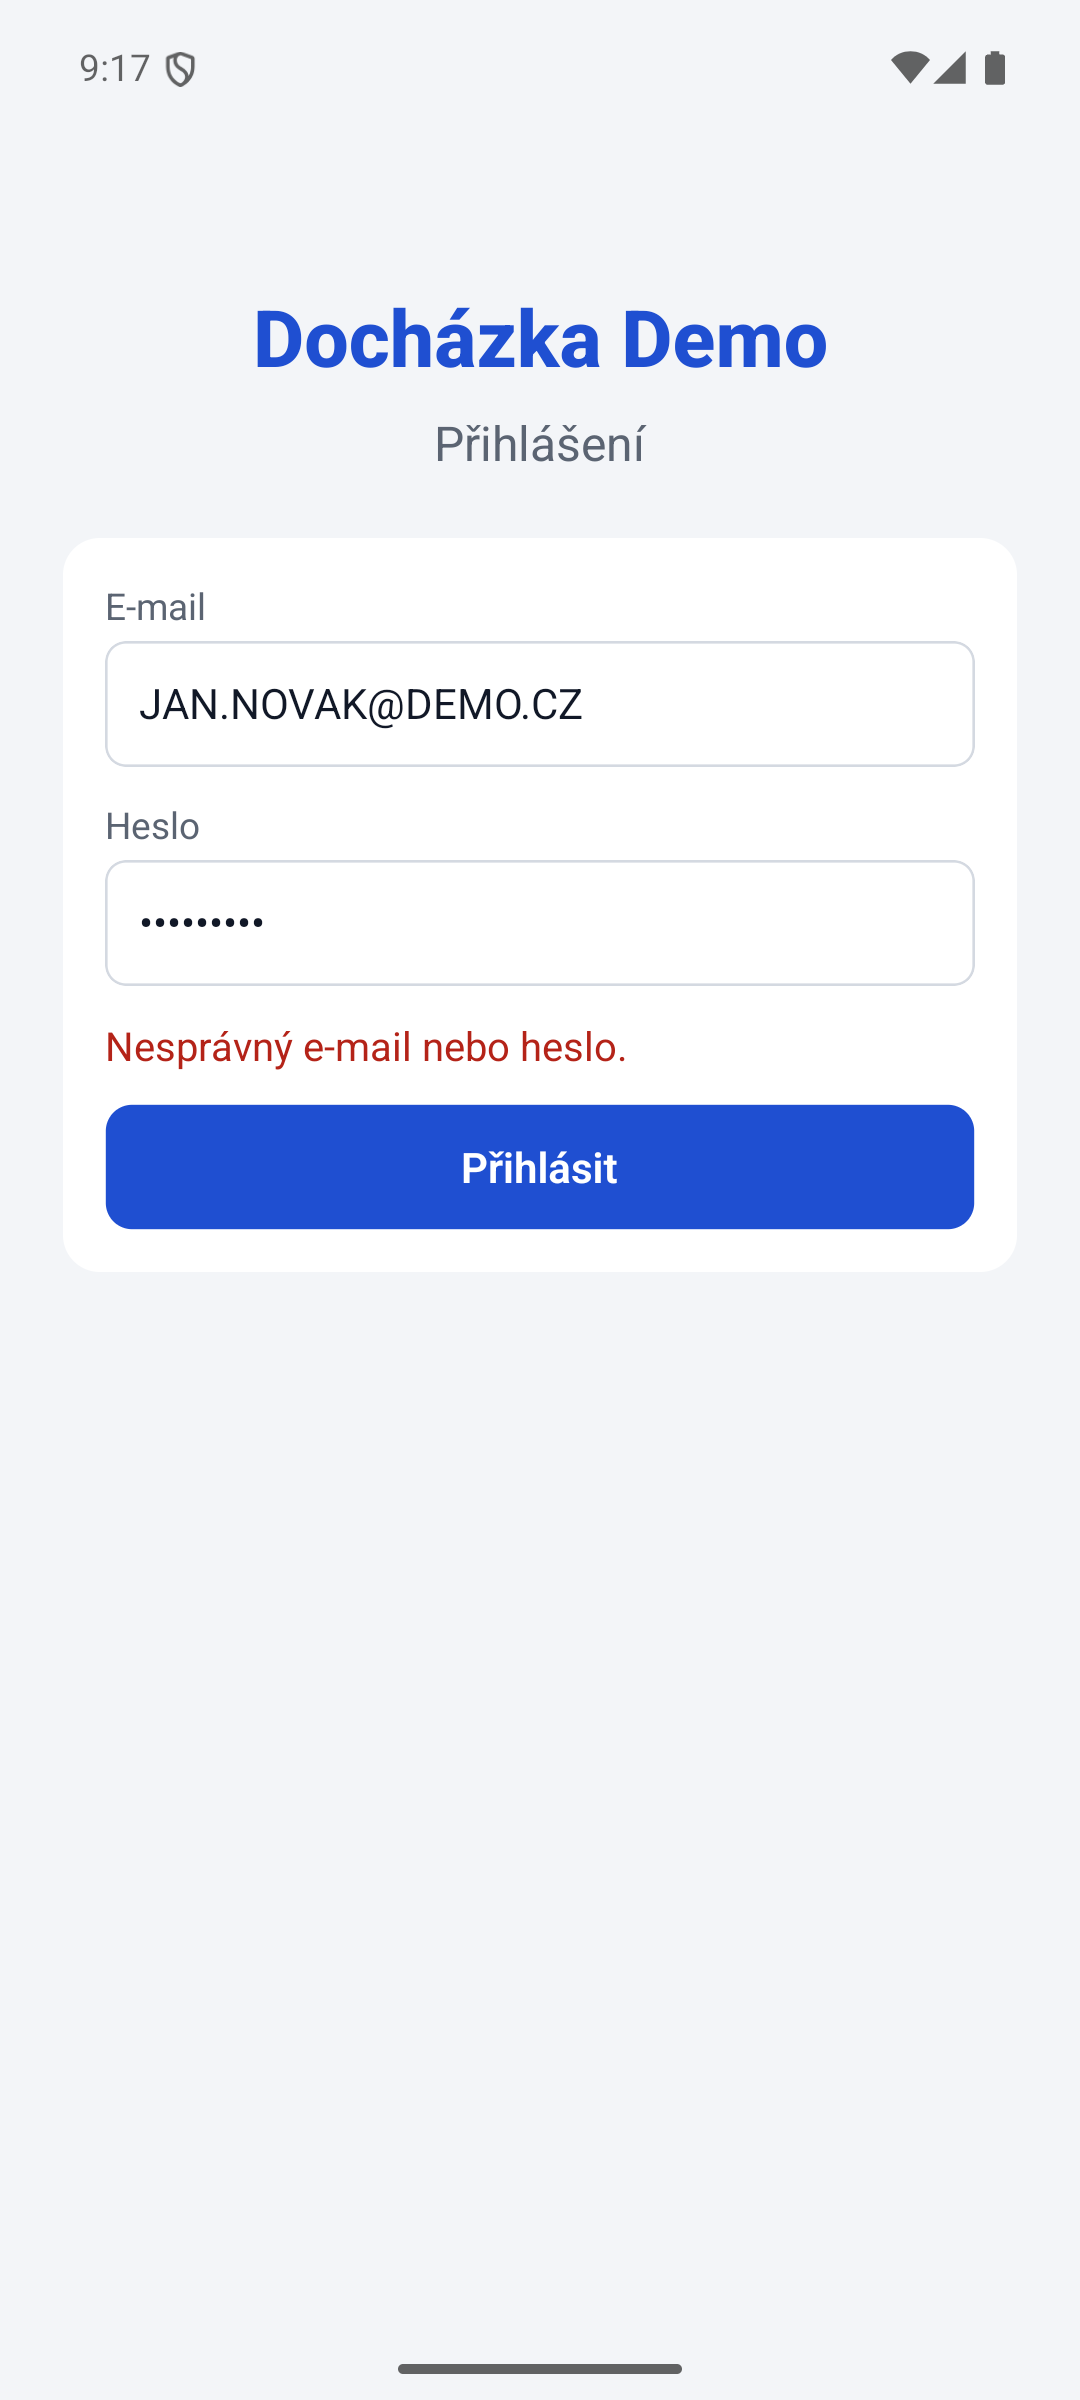 9:17
Docházka Demo
Přihlášení
E-mail
JAN.NOVAK@DEMO.CZ
Heslo
•••••••••
Nesprávný e-mail nebo heslo.
Přihlásit